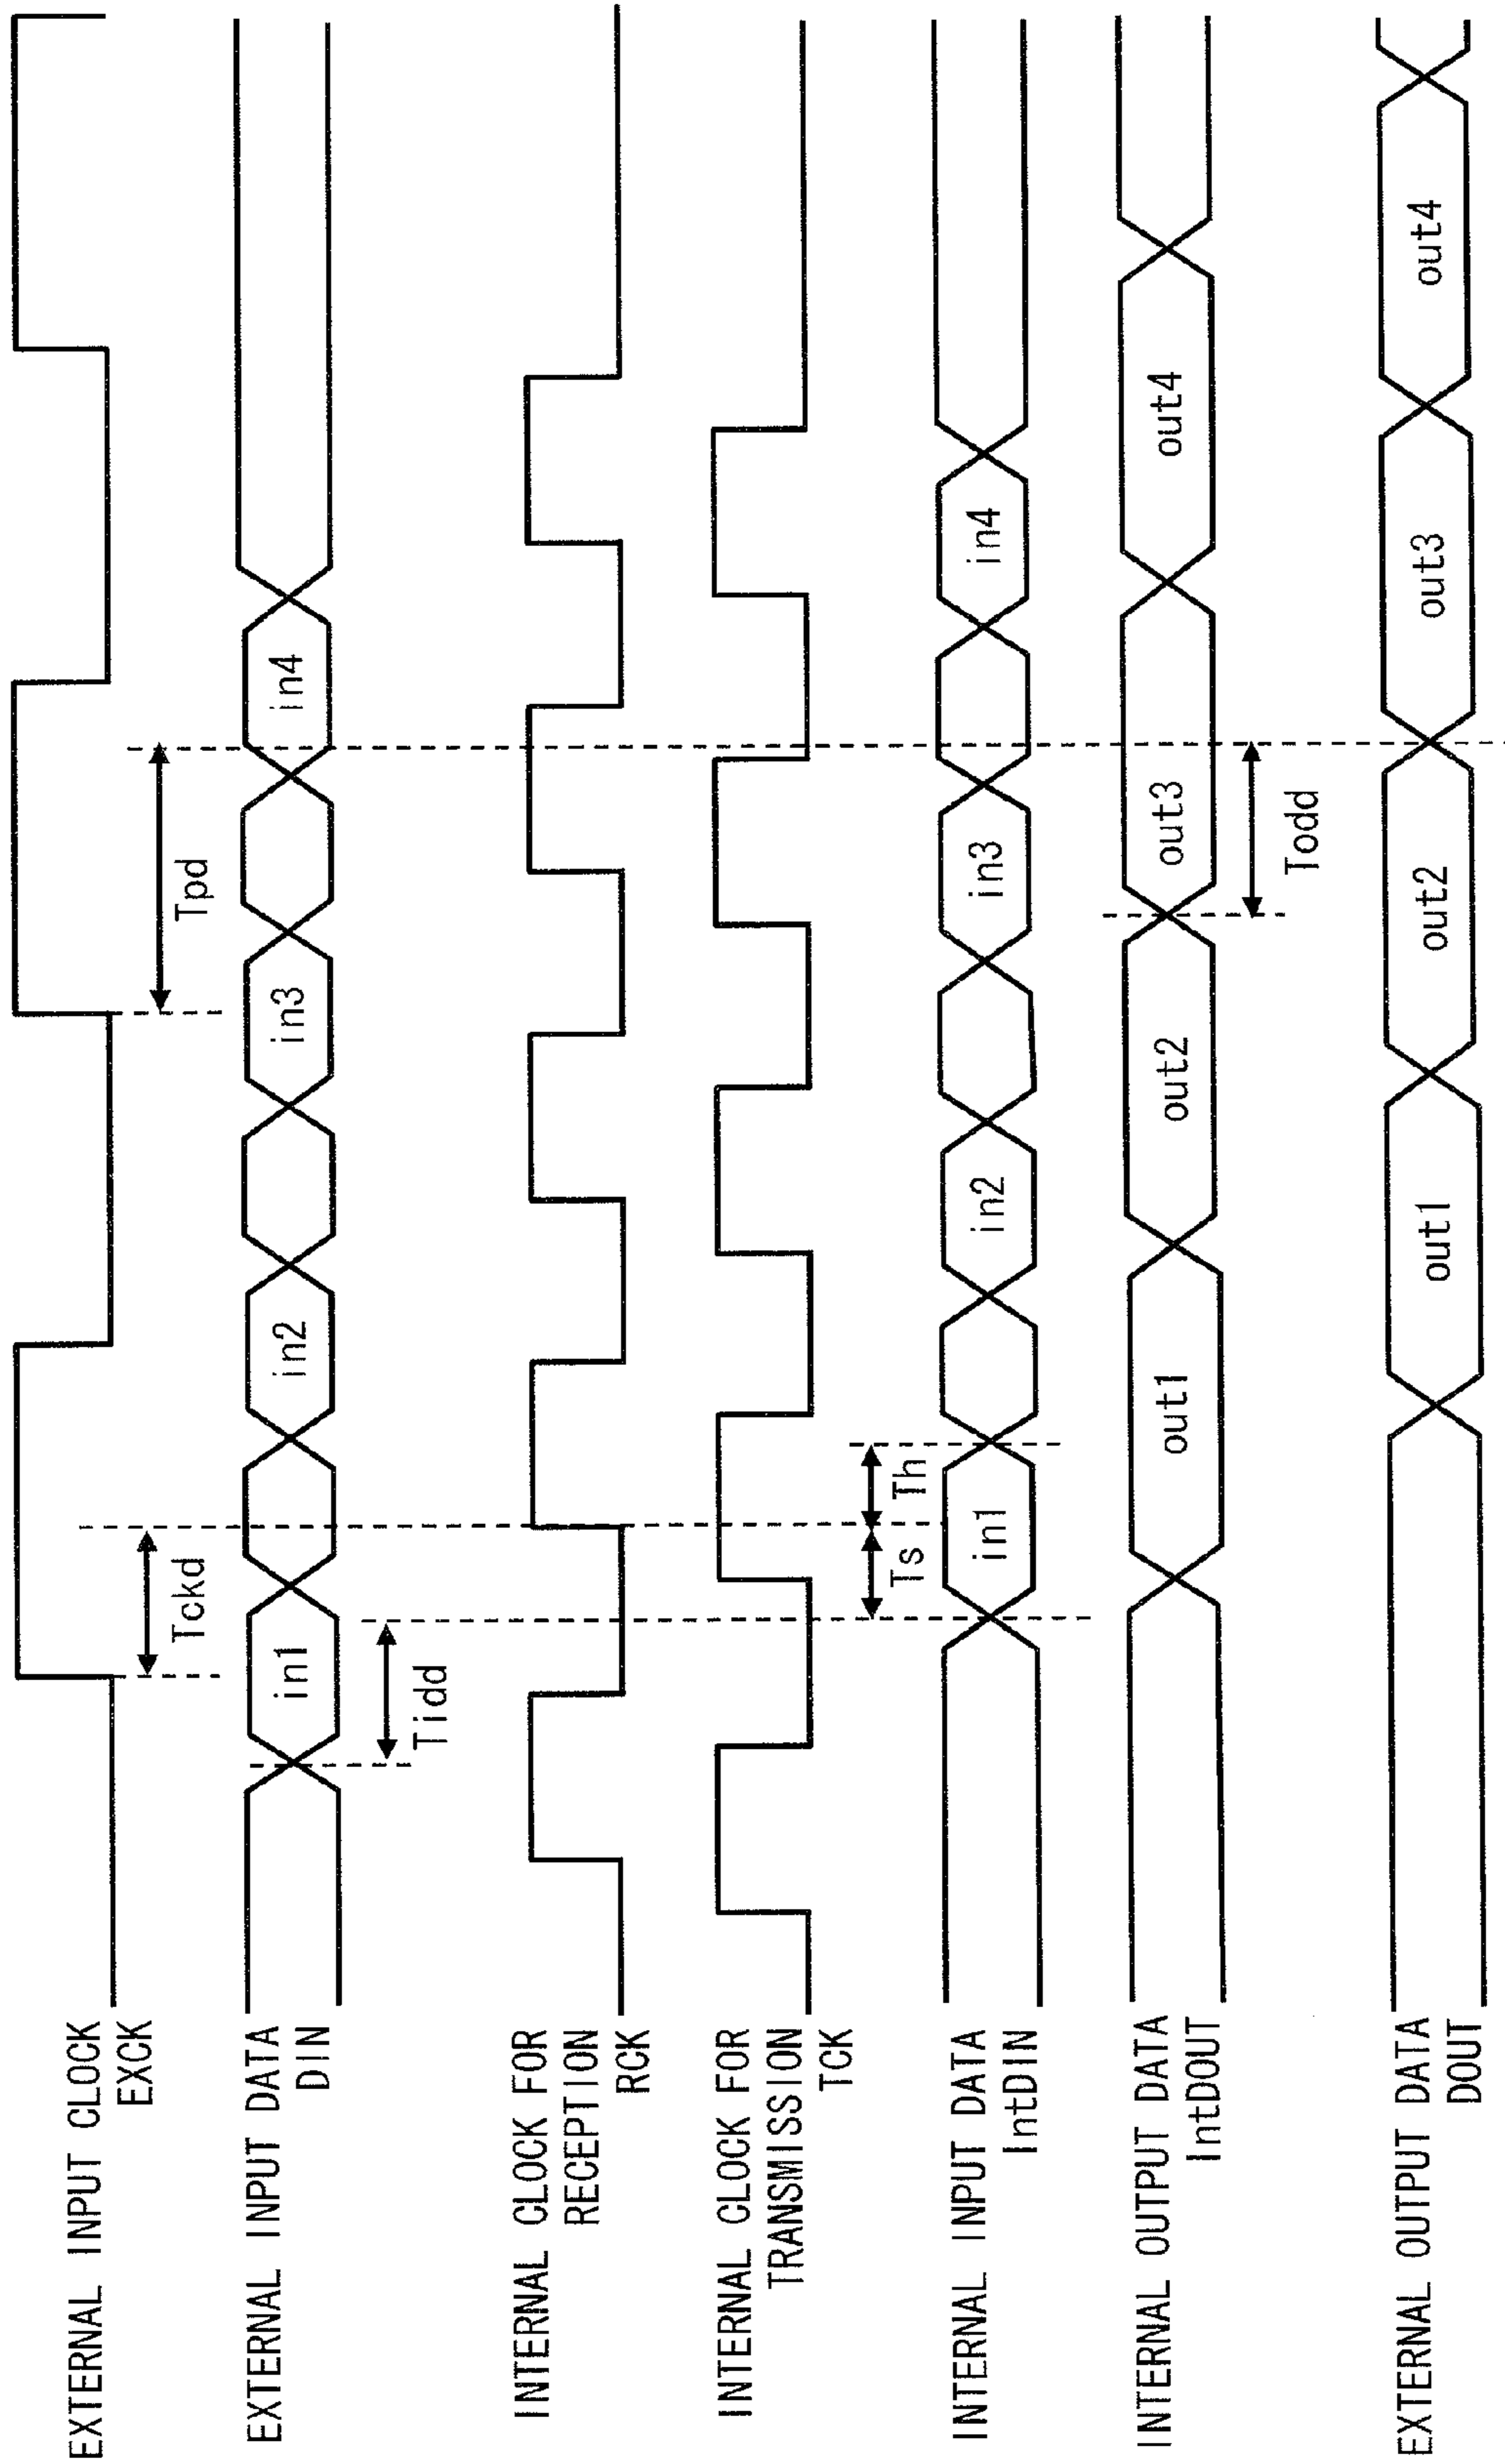 EXTERNAL INPUT CLOCK
EXCK
Tckd
Tpd
EXTERNAL INPUT DATA
DIN
in1
in2
in3
in4
Tidd
INTERNAL CLOCK FOR
RECEPTION
RCK
INTERNAL CLOCK FOR
TRANSMISSION
TCK
Ts
Th
INTERNAL INPUT DATA
IntDIN
in1
in2
in3
in4
INTERNAL OUTPUT DATA
IntDOUT
out1
out2
out3
out4
Todd
EXTERNAL OUTPUT DATA
DOUT
out1
out2
out3
out4